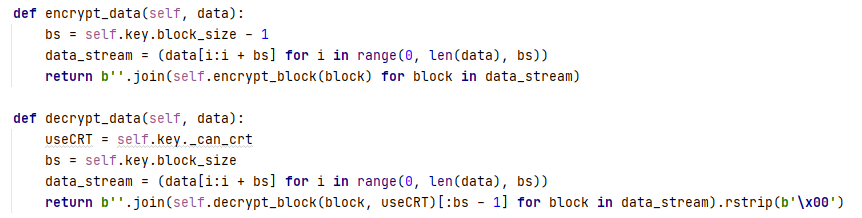 def encrypt_data(self, data):
    bs = self.key.block_size - 1
    data_stream = (data[i:i + bs] for i in range(0, len(data), bs))
    return b''.join(self.encrypt_block(block) for block in data_stream)

def decrypt_data(self, data):
    useCRT = self.key._can_crt
    bs = self.key.block_size
    data_stream = (data[i:i + bs] for i in range(0, len(data), bs))
    return b''.join(self.decrypt_block(block, useCRT)[:bs - 1] for block in data_stream).rstrip(b'\x00')